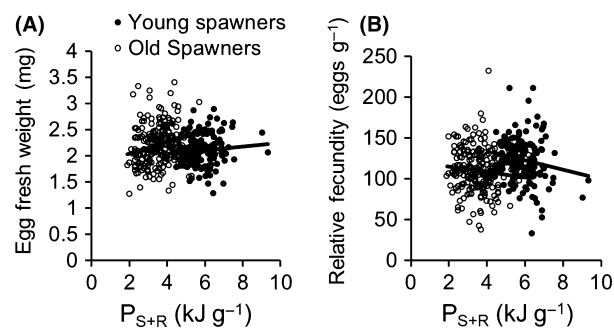 (A)
● Young spawners
○ Old Spawners
Egg fresh weight (mg)
4
3.5
3
2.5
2
1.5
1
0.5
0
0 2 4 6 8 10
P_{S+R} (kJ g⁻¹)
(B)
Relative fecundity (eggs g⁻¹)
250
200
150
100
50
0
0 2 4 6 8 10
P_{S+R} (kJ g⁻¹)